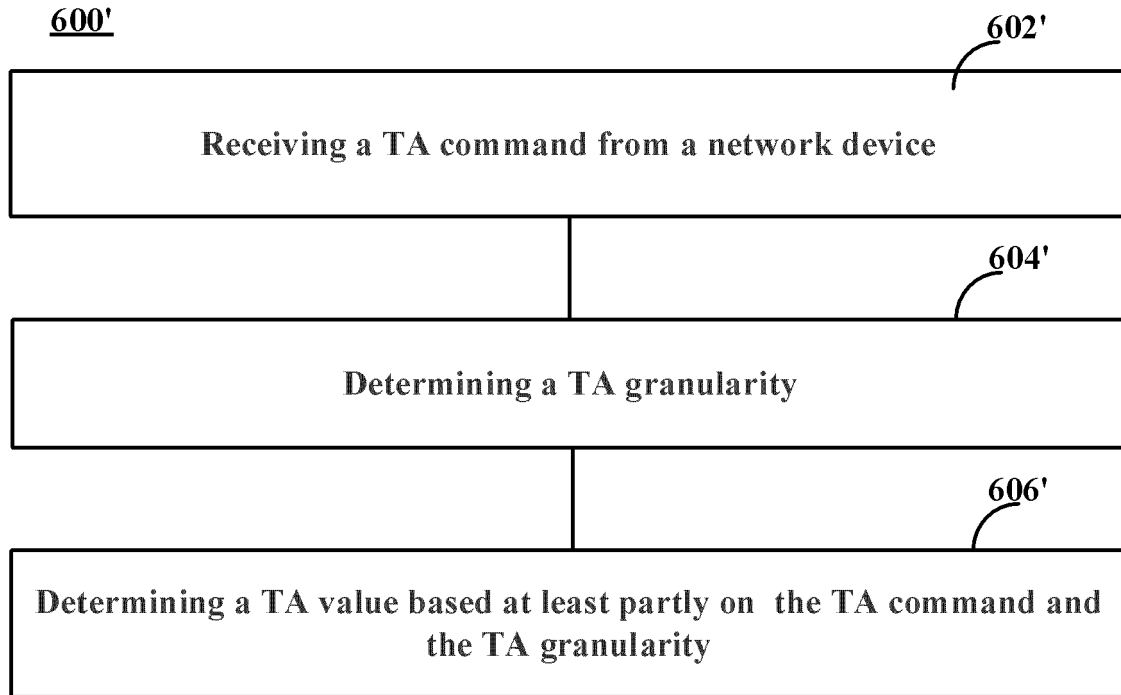 600'
602'
Receiving a TA command from a network device
604'
Determining a TA granularity
606'
Determining a TA value based at least partly on the TA command and
the TA granularity